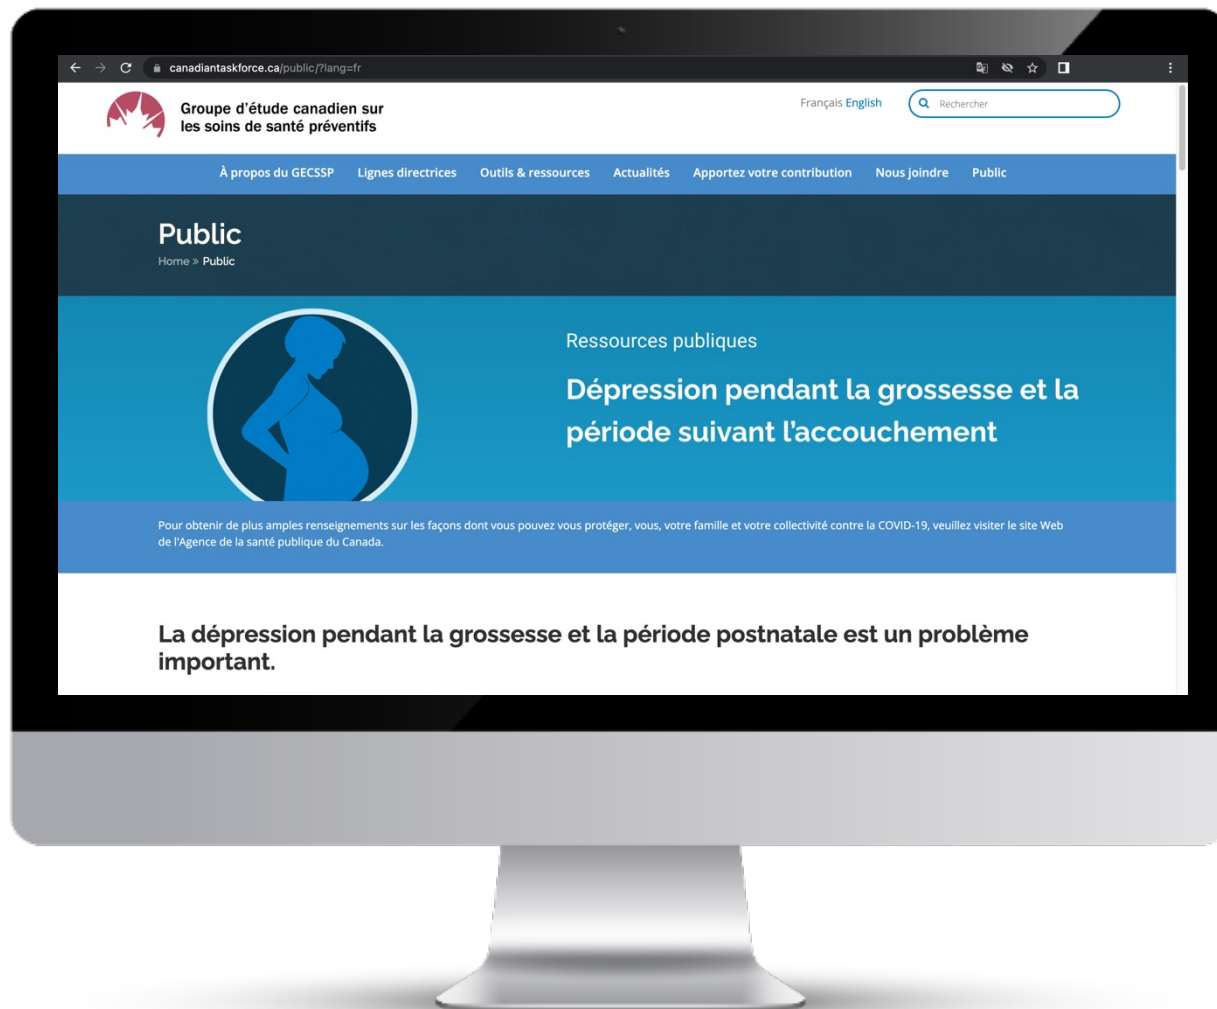 canadiantaskforce.ca/public/?lang=fr
Groupe d'étude canadien sur
les soins de santé préventifs
Français English
Rechercher
À propos du GECSSP Lignes directrices Outils & ressources Actualités Apportez votre contribution Nous joindre Public
Public
Home » Public
Ressources publiques
Dépression pendant la grossesse et la
période suivant l'accouchement
Pour obtenir de plus amples renseignements sur les façons dont vous pouvez vous protéger, vous, votre famille et votre collectivité contre la COVID-19, veuillez visiter le site Web
de l'Agence de la santé publique du Canada.
La dépression pendant la grossesse et la période postnatale est un problème
important.